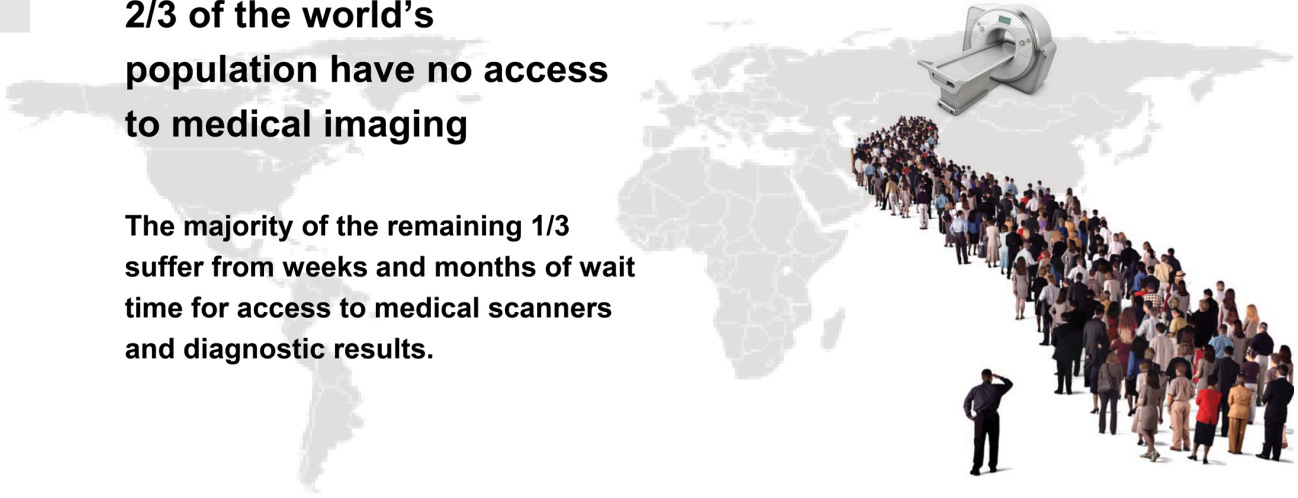 2/3 of the world’s
population have no access
to medical imaging
The majority of the remaining 1/3
suffer from weeks and months of wait
time for access to medical scanners
and diagnostic results.